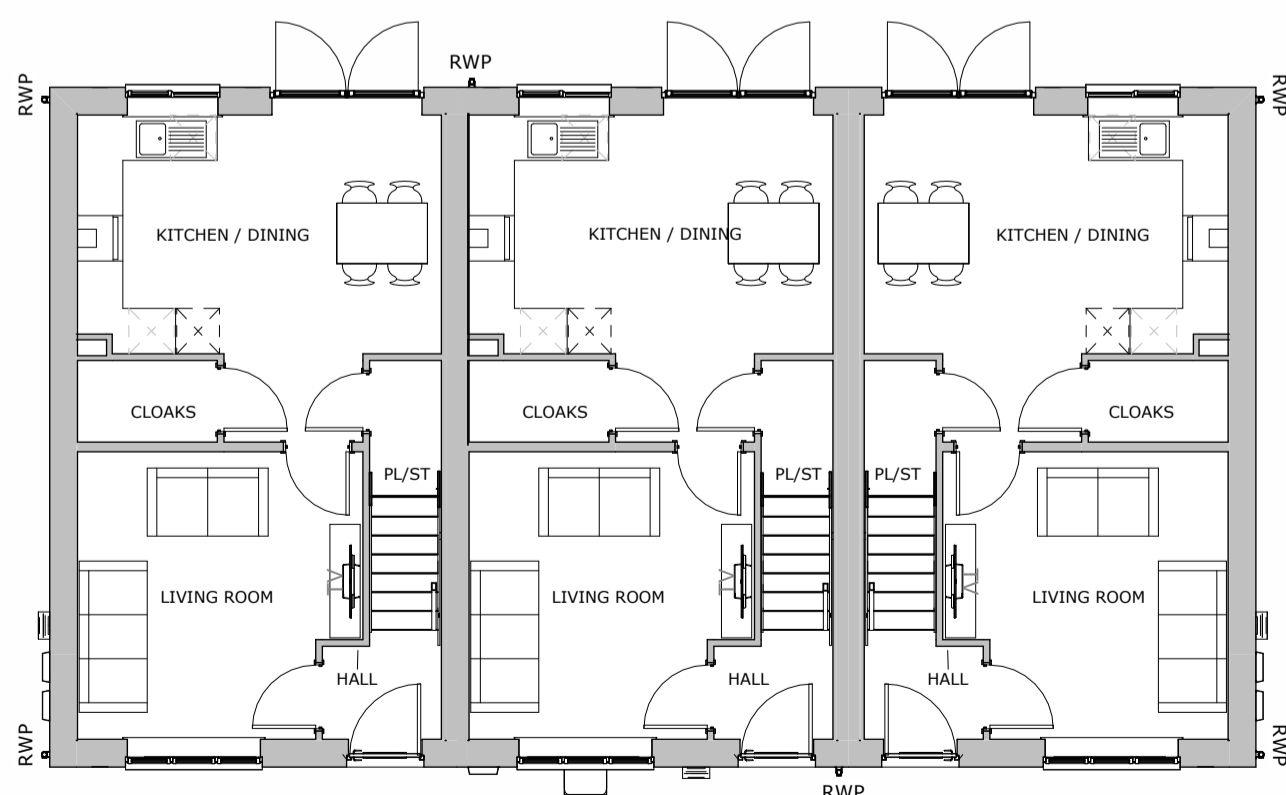 RWP
RWP
RWP
KITCHEN / DINING
KITCHEN / DINING
KITCHEN / DINING
CLOAKS
CLOAKS
CLOAKS
PL/ST
PL/ST
PL/ST
LIVING ROOM
TV
LIVING ROOM
TV
TV
LIVING ROOM
HALL
HALL
HALL
RWP
RWP
RWP